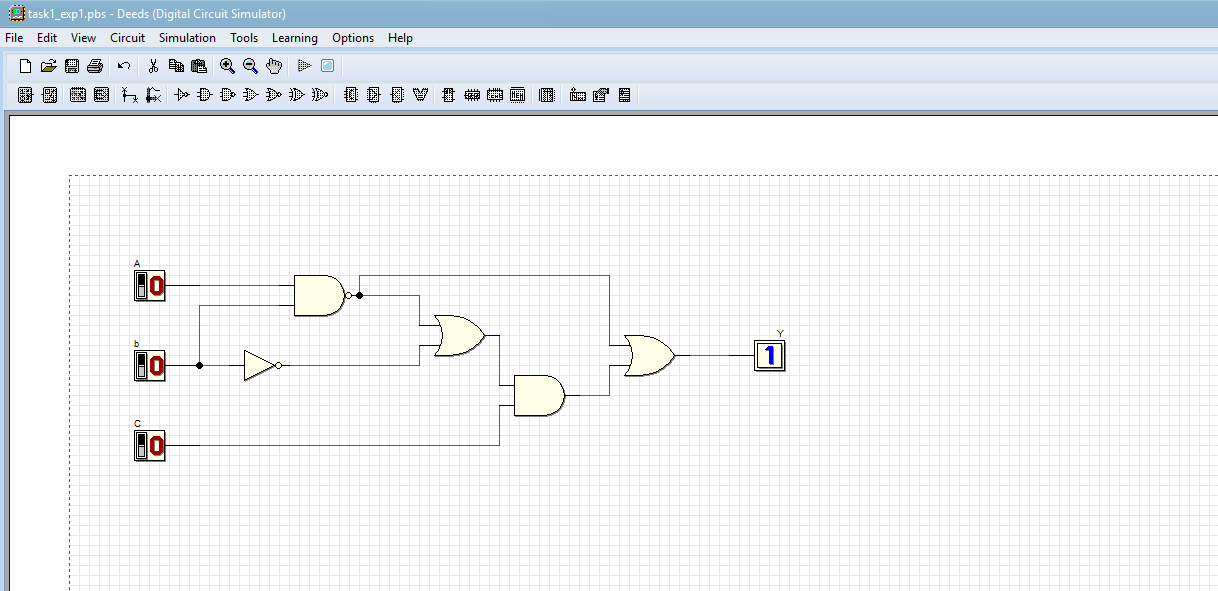 task1_exp1.pbs - Deeds (Digital Circuit Simulator)
File Edit View Circuit Simulation Tools Learning Options Help
A
0
b
0
C
0
Y
1